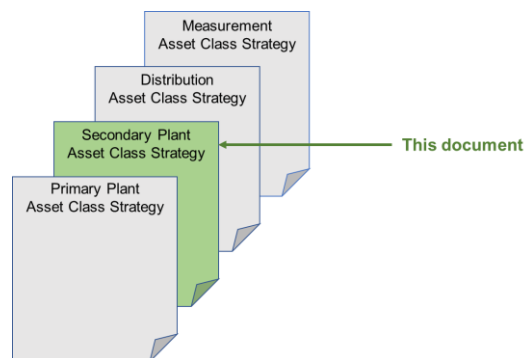 Measurement
Asset Class Strategy
Distribution
Asset Class Strategy
Secondary Plant
Asset Class Strategy
This document
Primary Plant
Asset Class Strategy